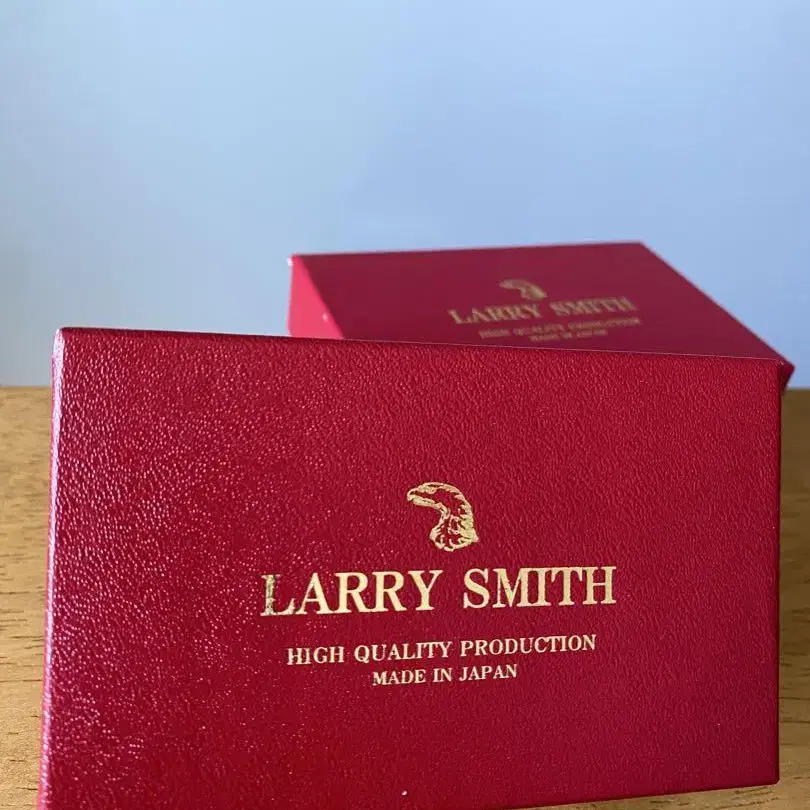 LARRY SMITH
HIGH QUALITY PRODUCTION
MADE IN JAPAN
LARRY SMITH
HIGH QUALITY PRODUCTION
MADE IN JAPAN